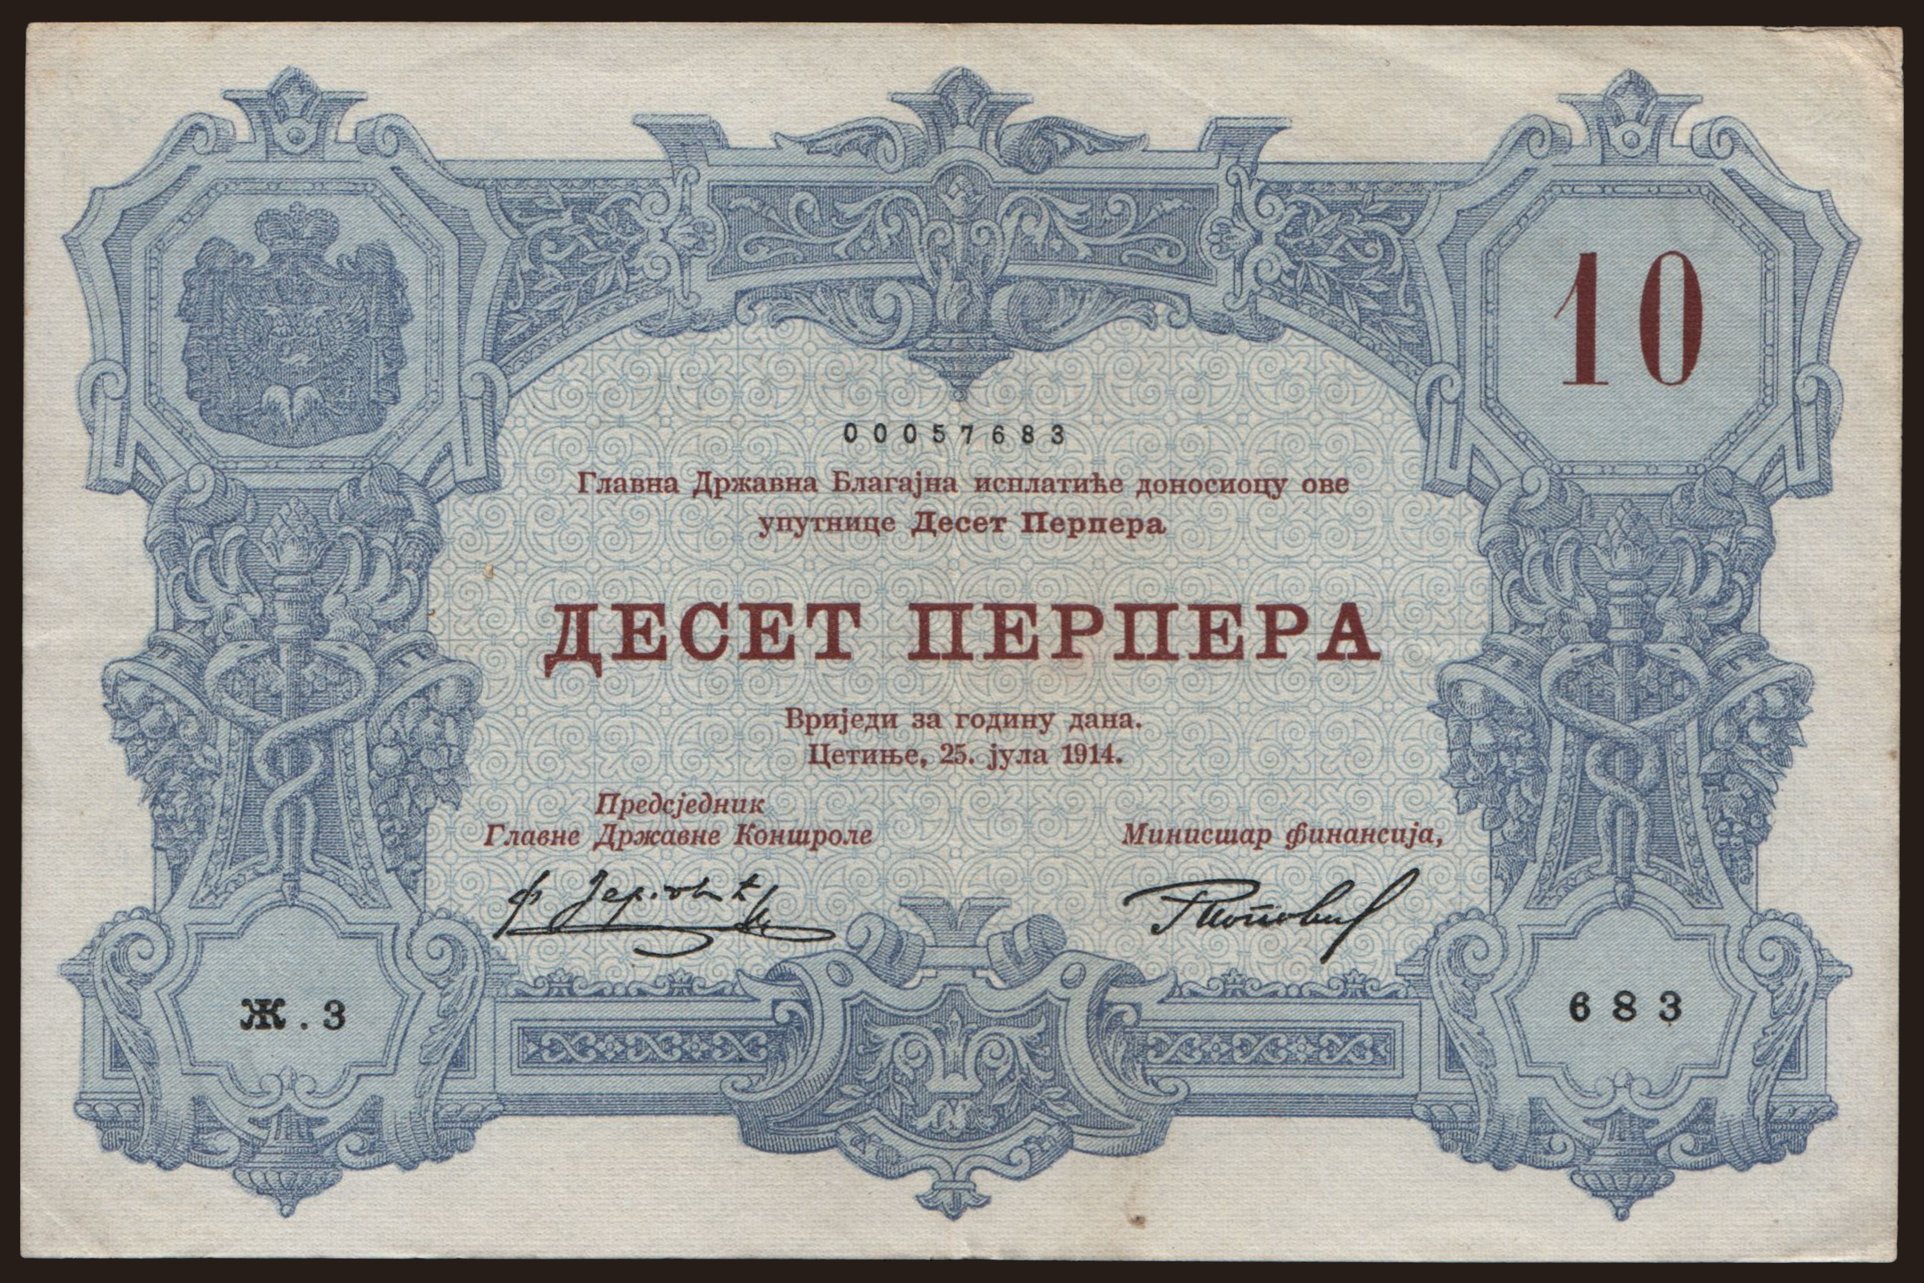 10
00057683
Главна Државна Благајна исплатиће доносиоцу ове
упутнице Десет Перпера
ДЕСЕТ ПЕРПЕРА
Вриједи за годину дана.
Цетиње, 25. јула 1914.
Предсједник
Главне Државне Контроле
Министар финансија,
Ж.3
683